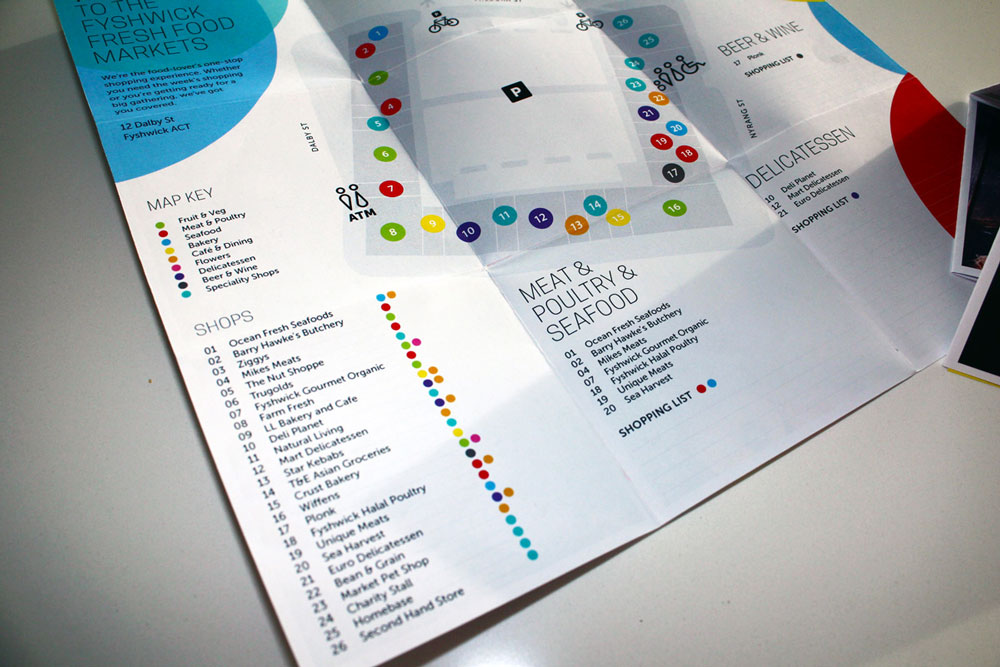 TO THE
FYSHWICK
FRESH FOOD
MARKETS
We're the food-lover's one-stop
shopping experience. Whether
you need the week's shopping
or you're getting ready for a
big gathering, we've got
you covered.
12 Dalby St
Fyshwick ACT
MAP KEY
Fruit & Veg
Meat & Poultry
Seafood
Bakery
Café & Dining
Flowers
Delicatessen
Beer & Wine
Speciality Shops
SHOPS
01 Ocean Fresh Seafoods
02 Barry Hawke's Butchery
03 Ziggys
04 Mikes Meats
05 The Nut Shoppe
06 Trugolds
07 Fyshwick Gourmet Organic
08 Farm Fresh
09 LL Bakery and Cafe
10 Deli Planet
11 Natural Living
12 Mart Delicatessen
13 Star Kebabs
14 T&E Asian Groceries
15 Crust Bakery
16 Wiffens
17 Plonk
18 Fyshwick Halal Poultry
19 Unique Meats
20 Sea Harvest
21 Euro Delicatessen
22 Bean & Grain
23 Market Pet Shop
24 Charity Stall
25 Homebase
26 Second Hand Store
DALBY ST
P
ATM
1
2
3
4
5
6
7
8
9
10
11
12
13
14
15
16
17
18
19
20
21
22
23
24
25
26
NYRANG ST
MEAT &
POULTRY &
SEAFOOD
01 Ocean Fresh Seafoods
02 Barry Hawke's Butchery
04 Mikes Meats
07 Fyshwick Gourmet Organic
18 Fyshwick Halal Poultry
19 Unique Meats
20 Sea Harvest
SHOPPING LIST
BEER & WINE
17 Plonk
SHOPPING LIST
DELICATESSEN
10 Deli Planet
12 Mart Delicatessen
21 Euro Delicatessen
SHOPPING LIST